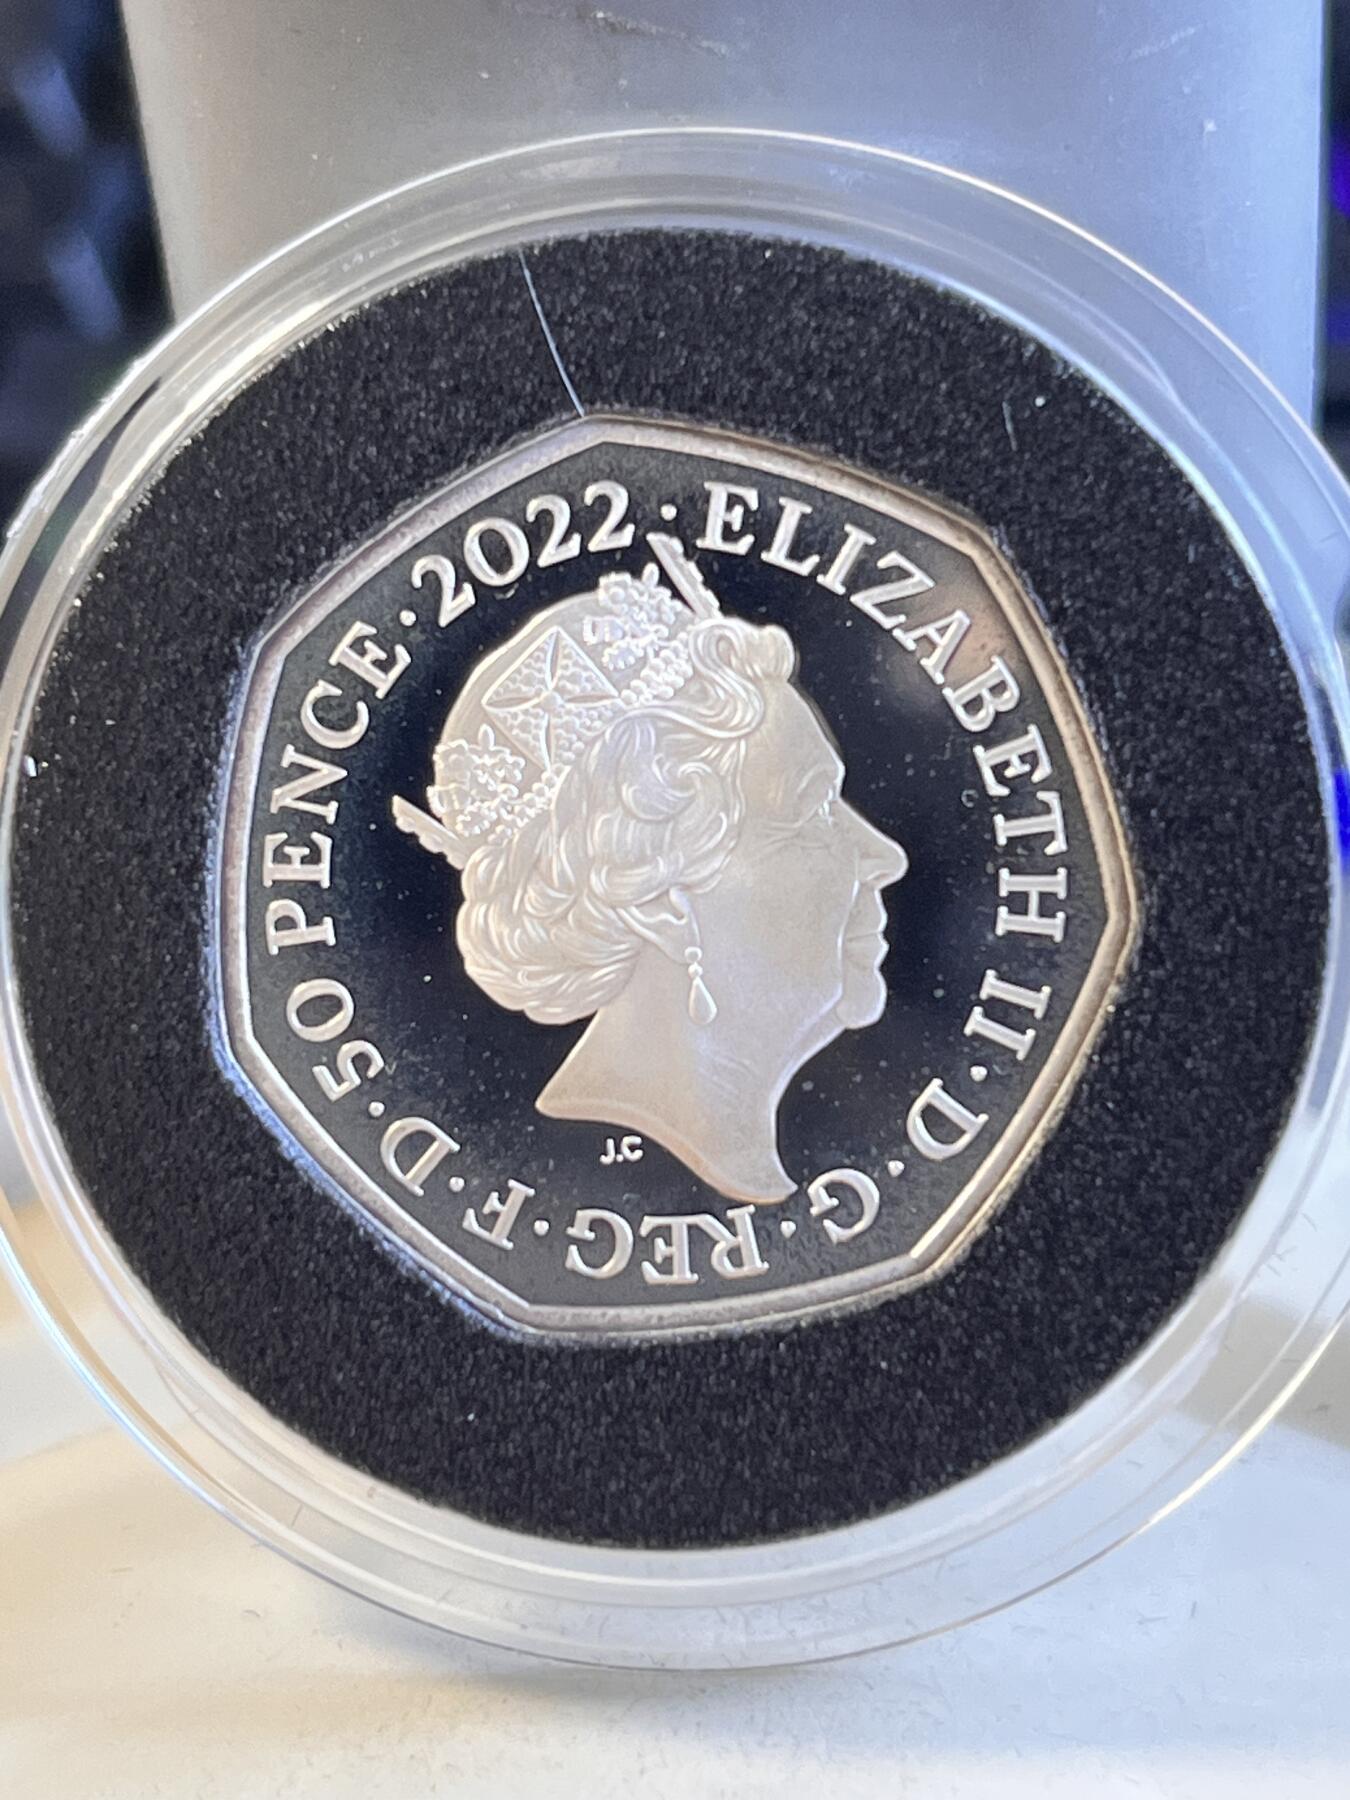 ELIZABETH II · D · G · REG · F · D · 50 PENCE · 2022 ·
J.C